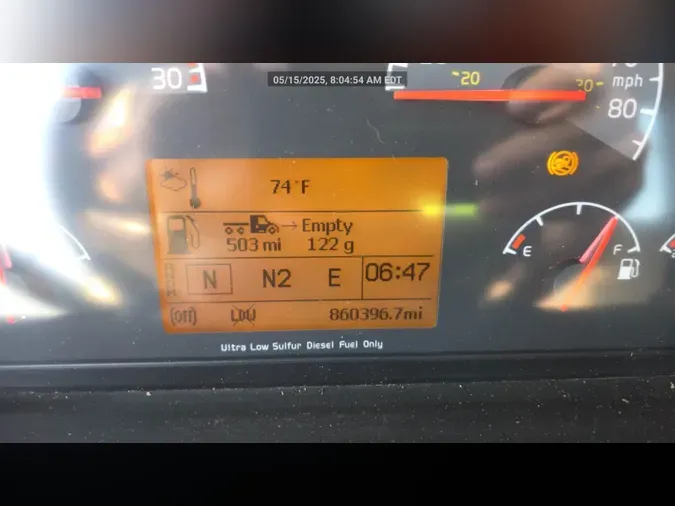 05/15/2025, 8:04:54 AM EDT
30
20
mph
80
74°F
→ Empty
503 mi 122 g
N N2 E 06:47
(Off) LDW 860396.7mi
E F
Ultra Low Sulfur Diesel Fuel Only